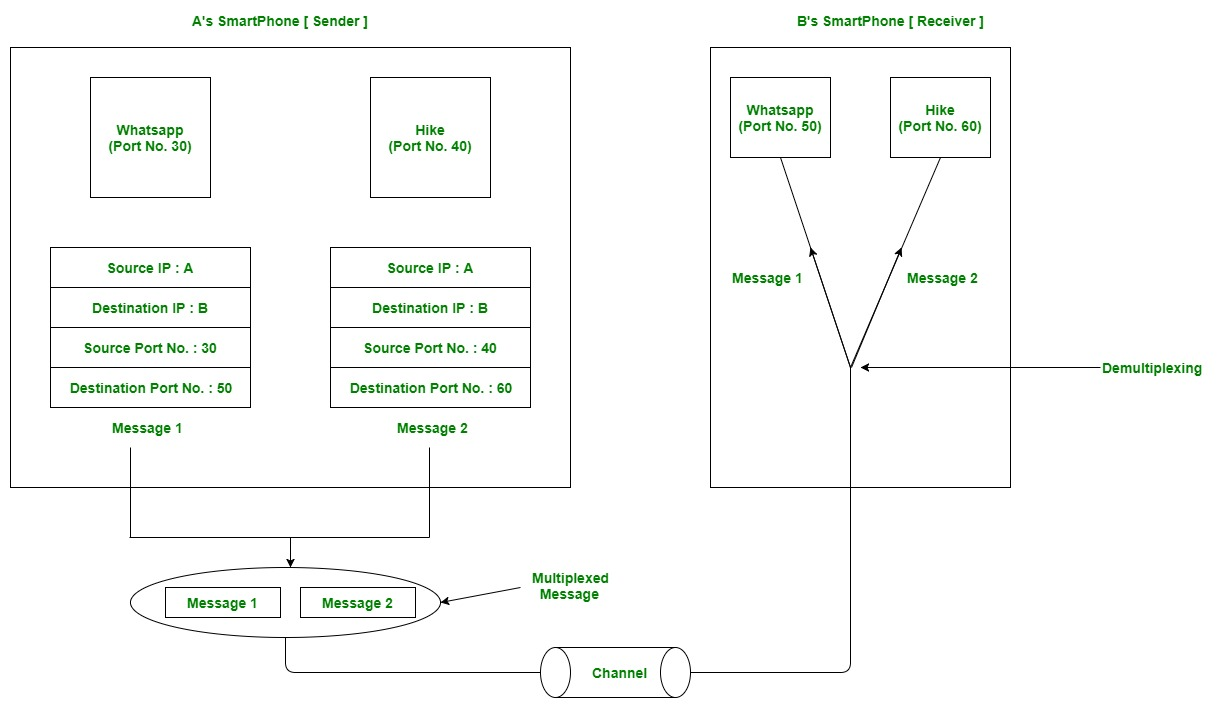 A's SmartPhone [ Sender ]
B's SmartPhone [ Receiver ]
Whatsapp
(Port No. 30)
Hike
(Port No. 40)
Whatsapp
(Port No. 50)
Hike
(Port No. 60)
Source IP : A
Destination IP : B
Source Port No. : 30
Destination Port No. : 50
Message 1
Source IP : A
Destination IP : B
Source Port No. : 40
Destination Port No. : 60
Message 2
Message 1
Message 2
Demultiplexing
Message 1
Message 2
Multiplexed
Message
Channel